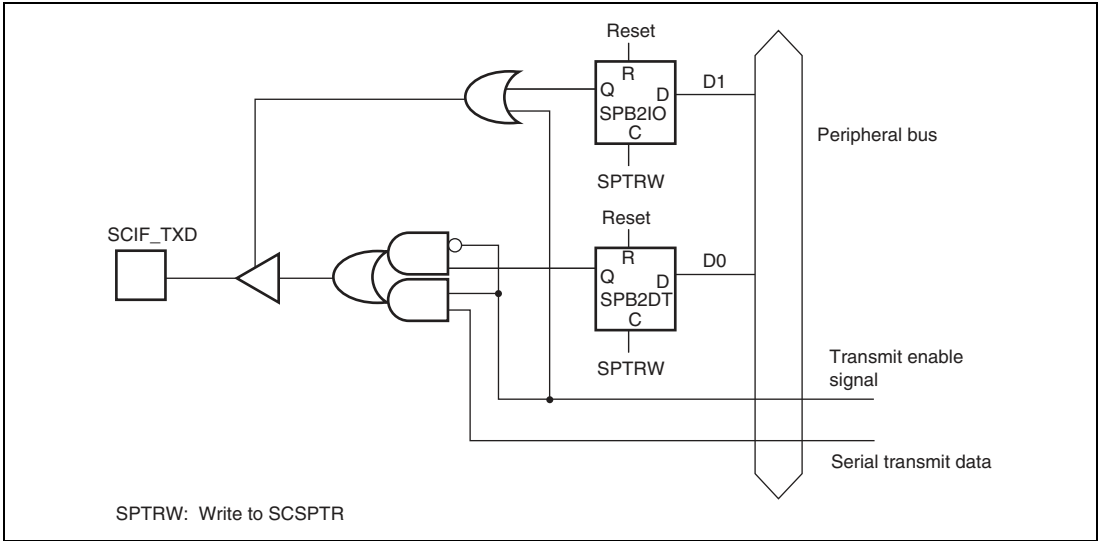 Reset
R
Q
D
D1
SPB2IO
C
Peripheral bus
SPTRW
Reset
SCIF_TXD
R
D0
Q
D
SPB2DT
C
SPTRW
Transmit enable
signal
Serial transmit data
SPTRW: Write to SCSPTR